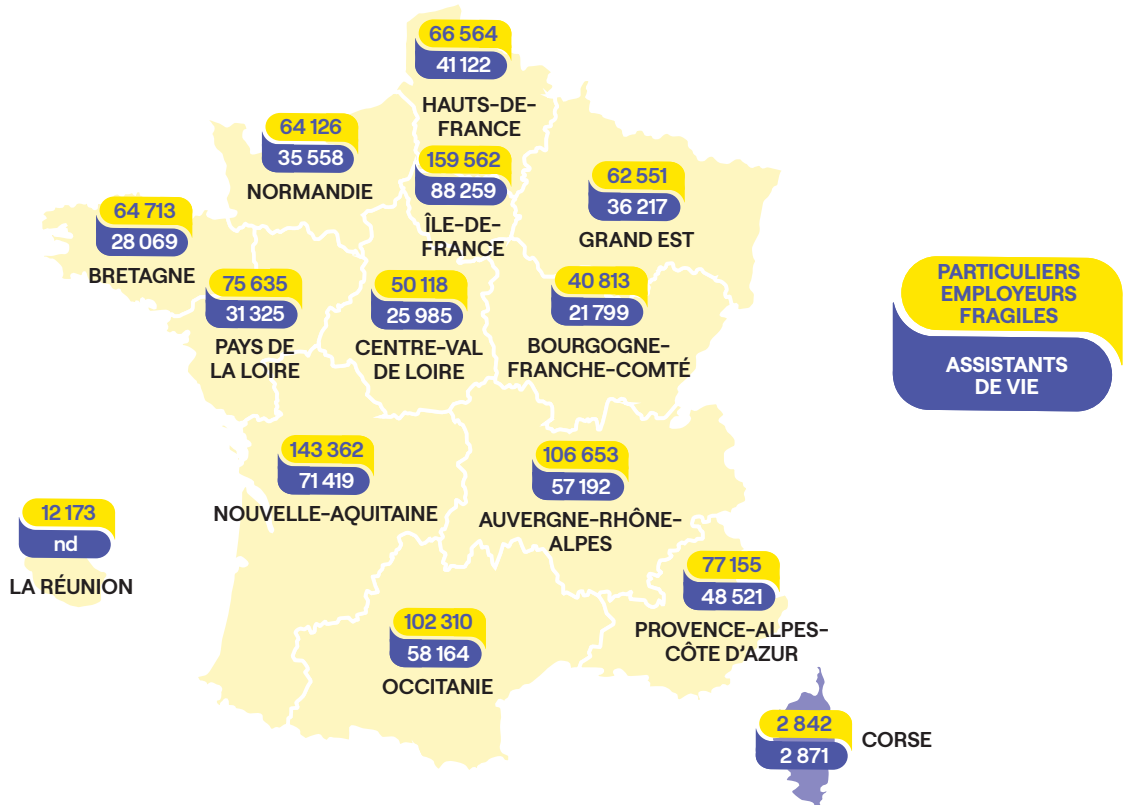 66 564
41 122
HAUTS-DE-
FRANCE
64 126
35 558
NORMANDIE
159 562
88 259
ÎLE-DE-
FRANCE
62 551
36 217
GRAND EST
64 713
28 069
BRETAGNE
75 635
31 325
PAYS DE
LA LOIRE
50 118
25 985
CENTRE-VAL
DE LOIRE
40 813
21 799
BOURGOGNE-
FRANCHE-COMTÉ
PARTICULIERS
EMPLOYEURS
FRAGILES
ASSISTANTS
DE VIE
143 362
71 419
NOUVELLE-AQUITAINE
106 653
57 192
AUVERGNE-RHÔNE-
ALPES
12 173
nd
LA RÉUNION
77 155
48 521
PROVENCE-ALPES-
CÔTE D'AZUR
102 310
58 164
OCCITANIE
2 842
2 871
CORSE